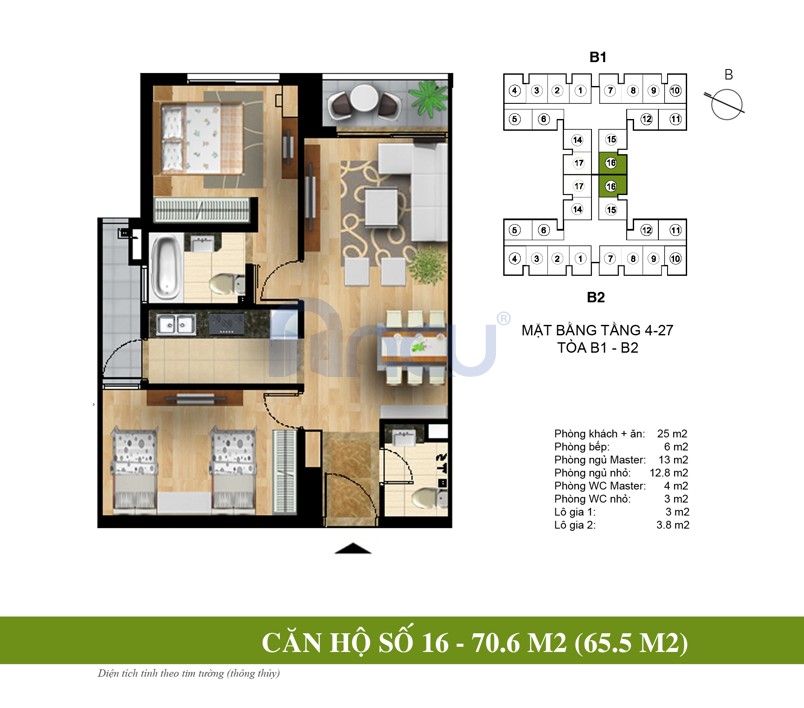 B1
B
4 3 2 1 7 8 9 10
5 6 12 11
14 15
17 16
17 16
14 15
5 6 12 11
4 3 2 1 7 8 9 10
B2
MẶT BẰNG TẦNG 4-27
TÒA B1 - B2
ANCU®
Phòng khách + ăn: 25 m2
Phòng bếp: 6 m2
Phòng ngủ Master: 13 m2
Phòng ngủ nhỏ: 12.8 m2
Phòng WC Master: 4 m2
Phòng WC nhỏ: 3 m2
Lô gia 1: 3 m2
Lô gia 2: 3.8 m2
CĂN HỘ SỐ 16 - 70.6 M2 (65.5 M2)
Diện tích tính theo tim tường (thông thủy)